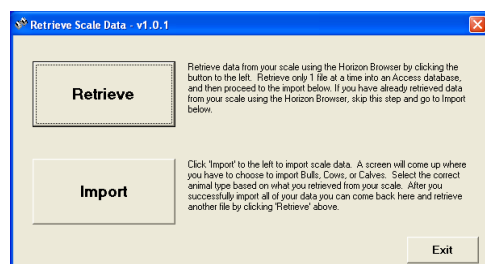 Retrieve Scale Data - v1.0.1
Retrieve
Retrieve data from your scale using the Horizon Browser by clicking the
button to the left. Retrieve only 1 file at a time into an Access database,
and then proceed to the import below. If you have already retrieved data
from your scale using the Horizon Browser, skip this step and go to Import
below.
Import
Click 'Import' to the left to import scale data. A screen will come up where
you have to choose to import Bulls, Cows, or Calves. Select the correct
animal type based on what you retrieved from your scale. After you
successfully import all of your data you can come back here and retrieve
another file by clicking 'Retrieve' above.
Exit